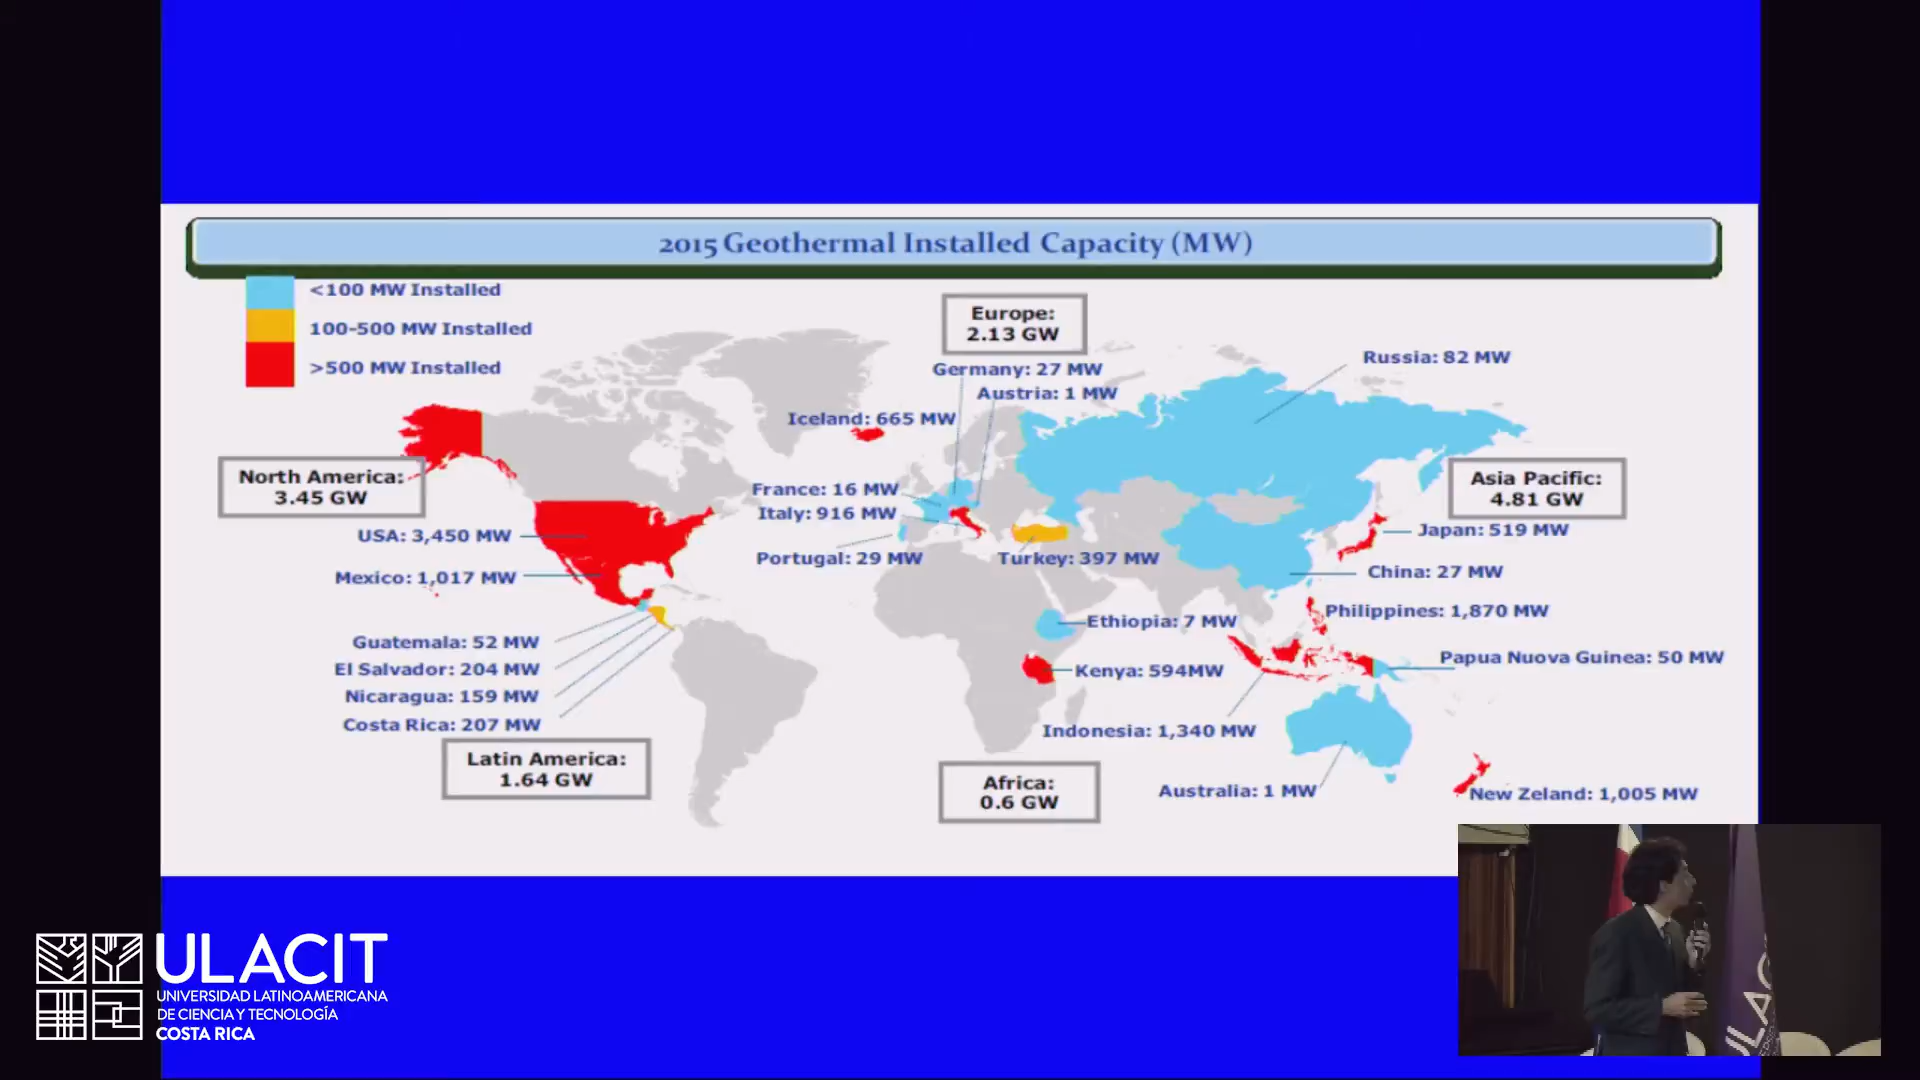 2015 Geothermal Installed Capacity (MW)
<100 MW Installed
100-500 MW Installed
>500 MW Installed
Europe:
2.13 GW
Germany: 27 MW
Austria: 1 MW
Russia: 82 MW
Iceland: 665 MW
North America:
3.45 GW
Asia Pacific:
4.81 GW
France: 16 MW
Italy: 916 MW
USA: 3,450 MW
Japan: 519 MW
Portugal: 29 MW
Turkey: 397 MW
Mexico: 1,017 MW
China: 27 MW
Philippines: 1,870 MW
Ethiopia: 7 MW
Guatemala: 52 MW
El Salvador: 204 MW
Kenya: 594MW
Papua Nuova Guinea: 50 MW
Nicaragua: 159 MW
Costa Rica: 207 MW
Indonesia: 1,340 MW
Latin America:
1.64 GW
Africa:
0.6 GW
Australia: 1 MW
New Zeland: 1,005 MW
ULACIT
UNIVERSIDAD LATINOAMERICANA
DE CIENCIA Y TECNOLOGÍA
COSTA RICA
ULAC